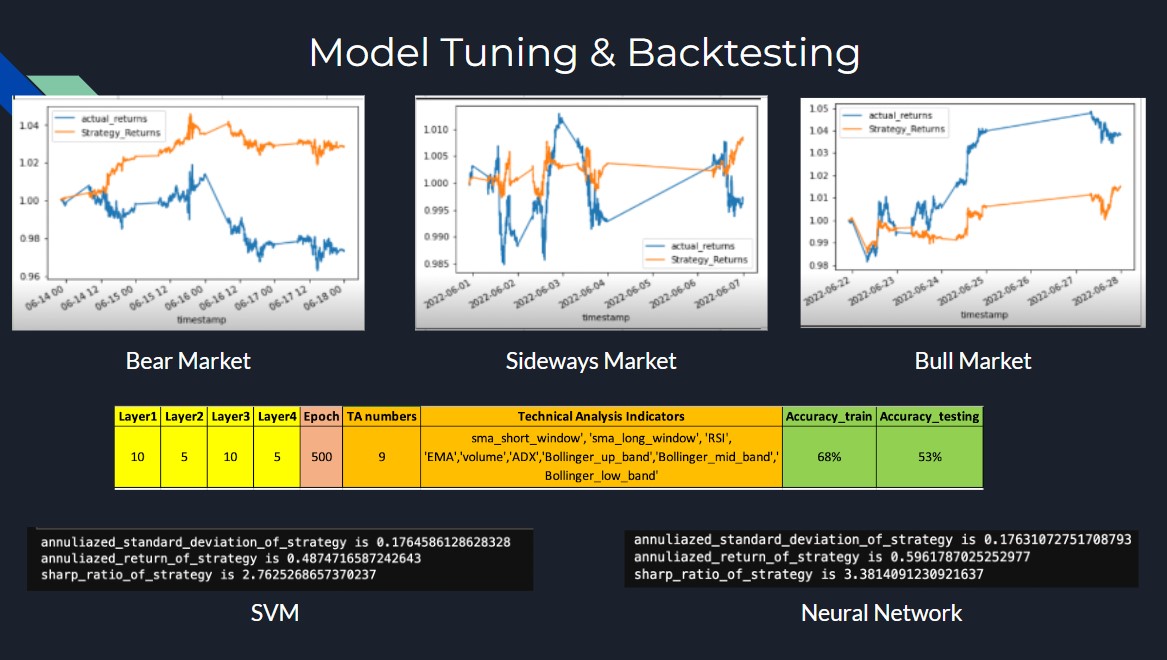 Model Tuning & Backtesting
actual_returns
Strategy_Returns
1.04
1.02
1.00
0.98
0.96
06-14 00
06-14 12
06-15 00
06-15 12
06-16 00
06-16 12
06-17 00
06-17 12
06-18 00
timestamp
Bear Market
1.010
1.005
1.000
0.995
0.990
0.985
actual_returns
Strategy_Returns
2022-06-01
2022-06-02
2022-06-03
2022-06-04
2022-06-05
2022-06-06
2022-06-07
timestamp
Sideways Market
actual_returns
Strategy_Returns
1.05
1.04
1.03
1.02
1.01
1.00
0.99
0.98
2022-06-22
2022-06-23
2022-06-24
2022-06-25
2022-06-26
2022-06-27
2022-06-28
timestamp
Bull Market
Layer1 Layer2 Layer3 Layer4 Epoch TA numbers Technical Analysis Indicators Accuracy_train Accuracy_testing
10 5 10 5 500 9 sma_short_window', 'sma_long_window', 'RSI',
'EMA','volume','ADX','Bollinger_up_band','Bollinger_mid_band','
Bollinger_low_band' 68% 53%
annuliazed_standard_deviation_of_strategy is 0.1764586128628328
annuliazed_return_of_strategy is 0.4874716587242643
sharp_ratio_of_strategy is 2.7625268657370237
SVM
annuliazed_standard_deviation_of_strategy is 0.17631072751708793
annuliazed_return_of_strategy is 0.5961787025252977
sharp_ratio_of_strategy is 3.3814091230921637
Neural Network